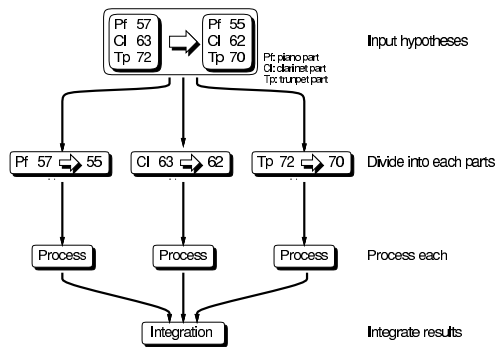 Pf 57 Pf 55
Cl 63 Cl 62
Tp 72 Tp 70
Input hypotheses
Pf: piano part
Cl: clarinet part
Tp: trunpet part
Pf 57 55 Cl 63 62 Tp 72 70 Divide into each parts
Process Process Process Process each
Integration Integrate results